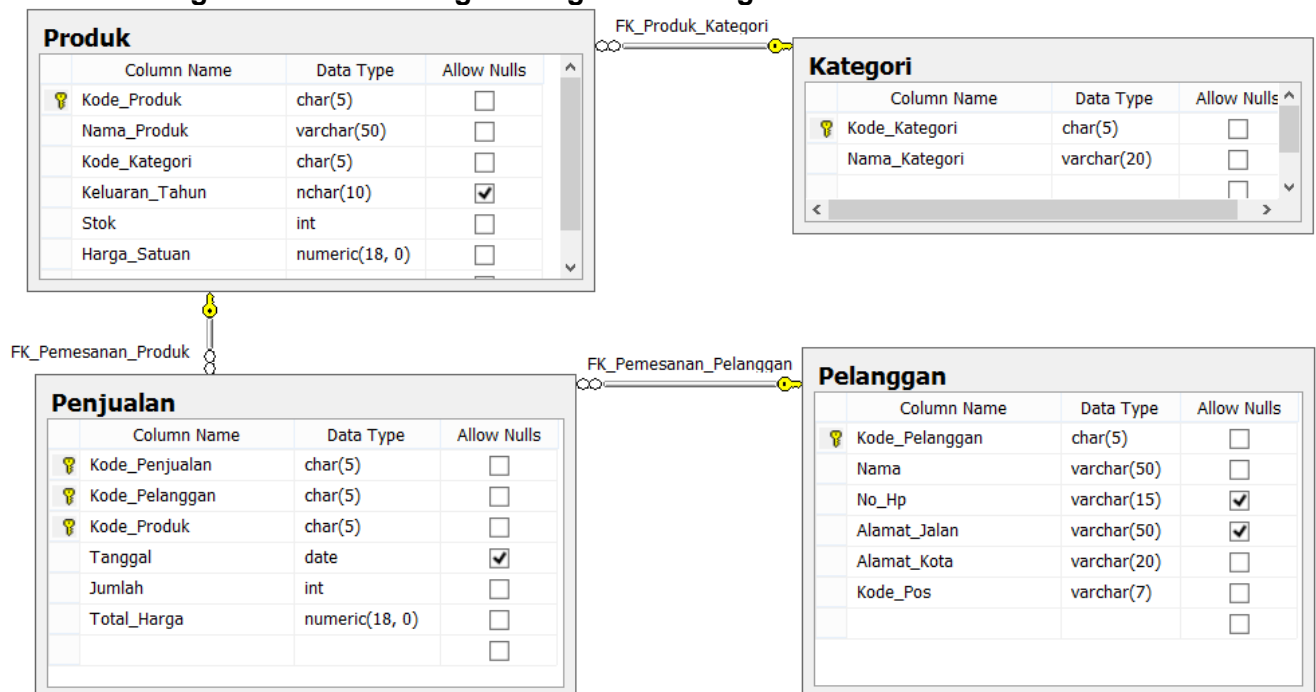 FK_Produk_Kategori
Produk
Column Name Data Type Allow Nulls
Kode_Produk char(5)
Nama_Produk varchar(50)
Kode_Kategori char(5)
Keluaran_Tahun nchar(10)
Stok int
Harga_Satuan numeric(18, 0)
Kategori
Column Name Data Type Allow Nulls
Kode_Kategori char(5)
Nama_Kategori varchar(20)
FK_Pemesanan_Produk
FK_Pemesanan_Pelanggan
Penjualan
Column Name Data Type Allow Nulls
Kode_Penjualan char(5)
Kode_Pelanggan char(5)
Kode_Produk char(5)
Tanggal date
Jumlah int
Total_Harga numeric(18, 0)
Pelanggan
Column Name Data Type Allow Nulls
Kode_Pelanggan char(5)
Nama varchar(50)
No_Hp varchar(15)
Alamat_Jalan varchar(50)
Alamat_Kota varchar(20)
Kode_Pos varchar(7)